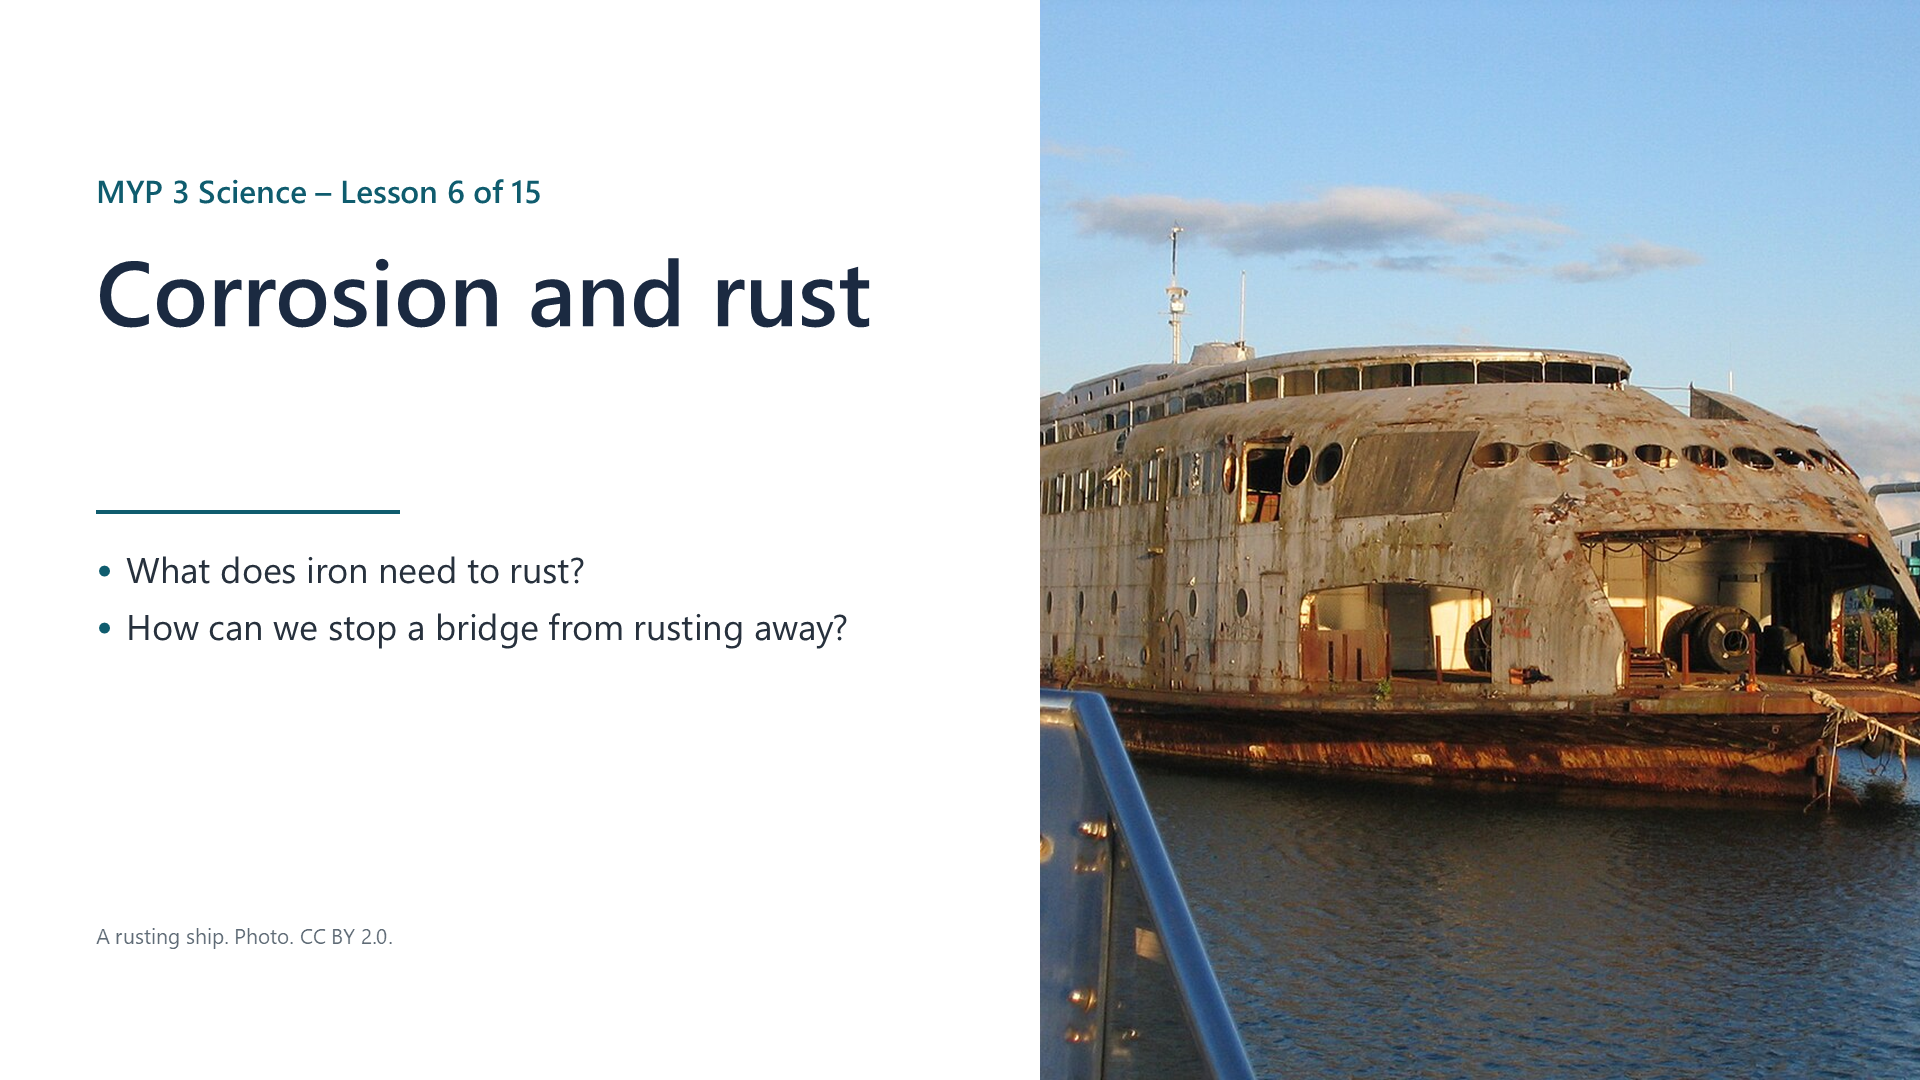 MYP 3 Science – Lesson 6 of 15
Corrosion and rust
• What does iron need to rust?
• How can we stop a bridge from rusting away?
A rusting ship. Photo. CC BY 2.0.